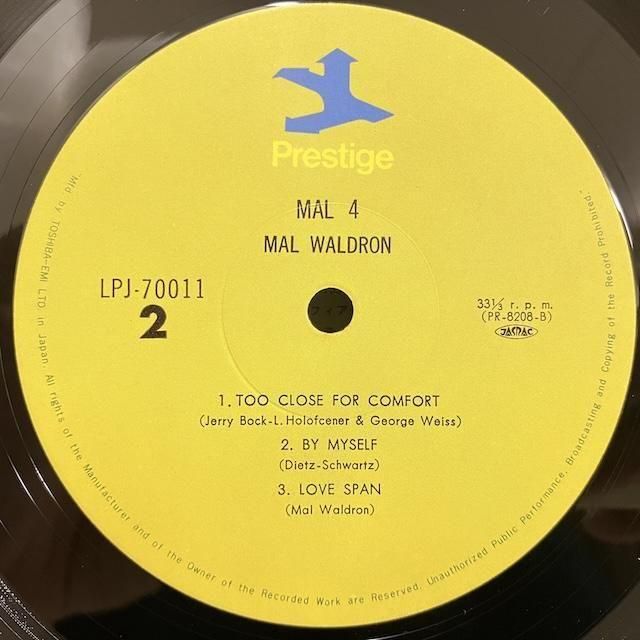 Prestige
MAL 4
MAL WALDRON
LPJ-70011
2
33⅓ r. p. m.
(PR-8208-B)
JASRAC
1. TOO CLOSE FOR COMFORT
(Jerry Bock-L. Holofcener & George Weiss)
2. BY MYSELF
(Dietz-Schwartz)
3. LOVE SPAN
(Mal Waldron)
"Mfd. by TOSHIBA-EMI LTD in Japan. All rights of the Manufacturer and of the Owner of the Recorded Work are Reserved. Unauthorized Public Performance, Broadcasting and Copying of the Record Prohibited."